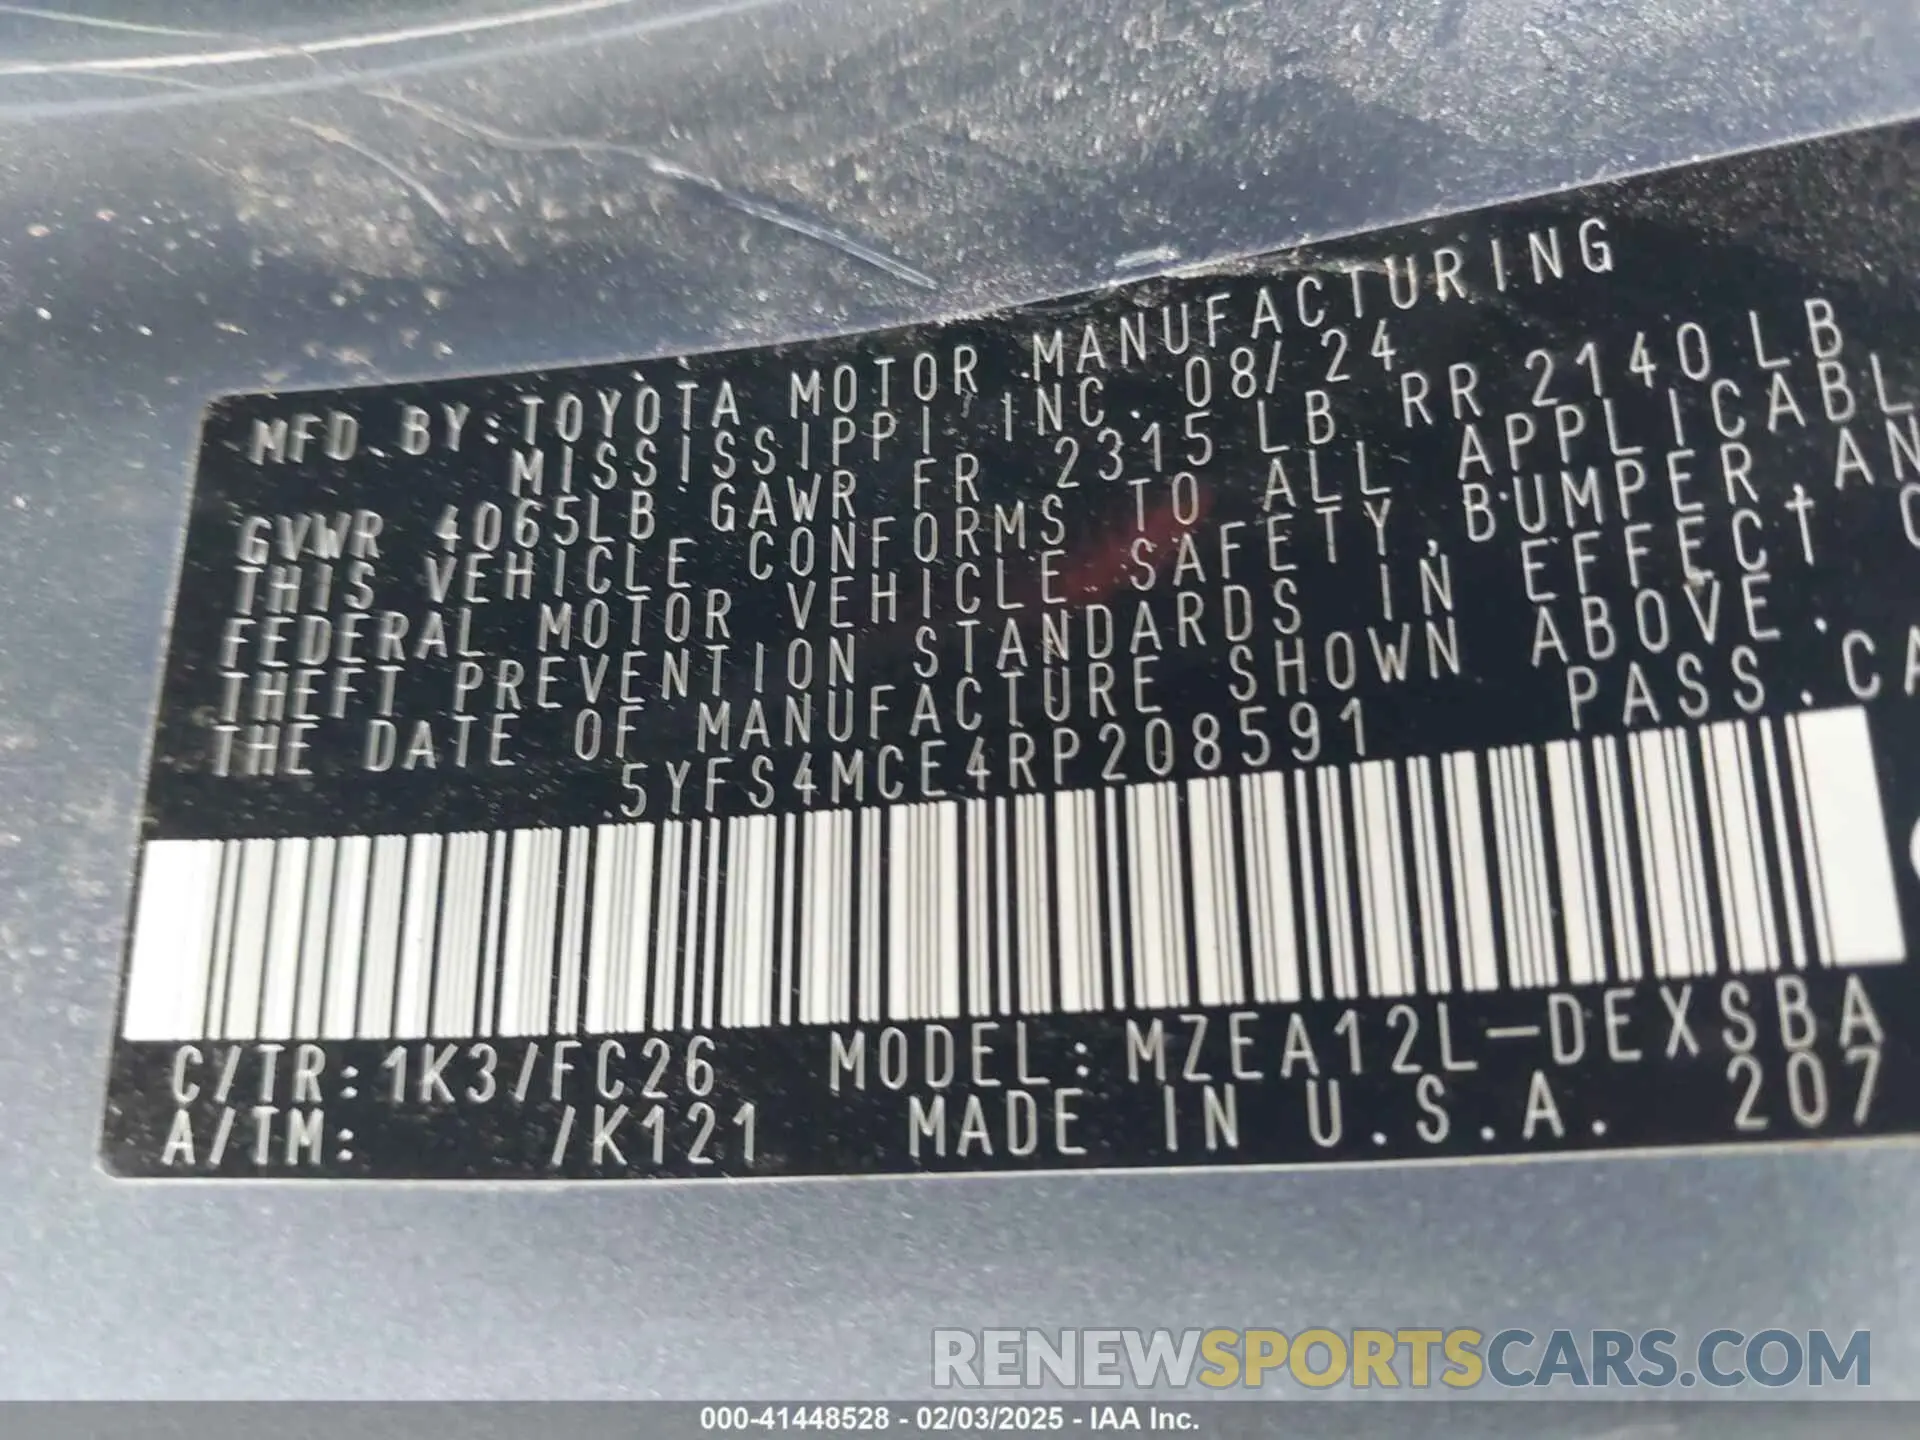 MFD. BY: TOYOTA MOTOR MANUFACTURING
MISSISSIPPI, INC. 08/24
GVWR 4065LB GAWR FR 2315 LB RR 2140 LB
THIS VEHICLE CONFORMS TO ALL APPLICABL
FEDERAL MOTOR VEHICLE SAFETY, BUMPER, AN
THEFT PREVENTION STANDARDS IN EFFECT O
THE DATE OF MANUFACTURE SHOWN ABOVE.
5YFS4MCE4RP208591 PASS. CA
C/TR: 1K3/FC26 MODEL: MZEA12L-DEXSBA
A/TM: /K121 MADE IN U.S.A. 207
RENEWSPORTSCARS.COM
000-41448528 - 02/03/2025 - IAA Inc.